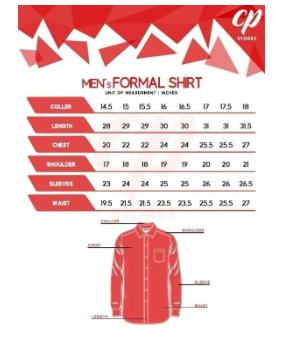 cp
STORES
MEN's FORMAL SHIRT
UNIT OF MEASURMENT : INCHES
COLLER 14.5 15 15.5 16 16.5 17 17.5 18
LENGTH 28 29 29 30 30 31 31 31.5
CHEST 20 22 22 24 24 25.5 25.5 27
SHOULDER 17 18 18 19 19 20 20 21
SLEEVES 23 24 24 25 25 26 26 26.5
WAIST 19.5 21.5 21.5 23.5 23.5 25.5 25.5 27
COLLER
SHOULDER
CHEST
SLEEVE
WAIST
LENGTH